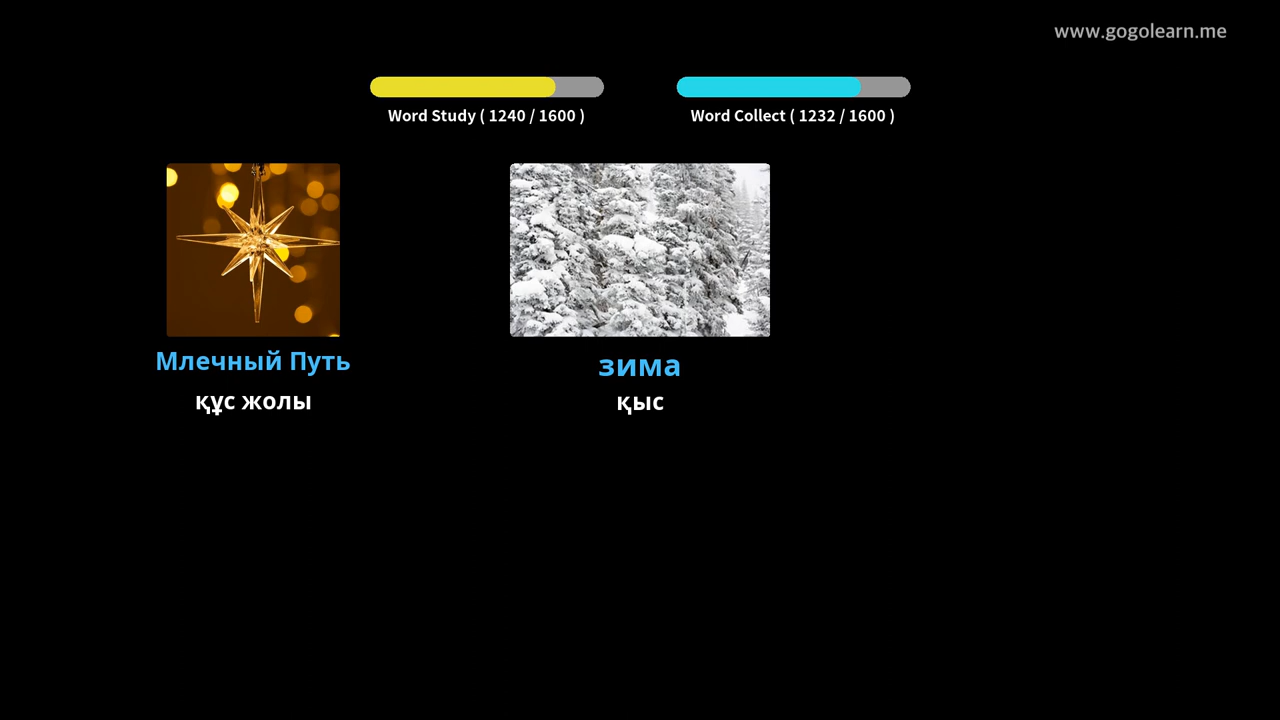 www.gogolearn.me
Word Study ( 1240 / 1600 )
Word Collect ( 1232 / 1600 )
Млечный Путь
құс жолы
зима
қыс